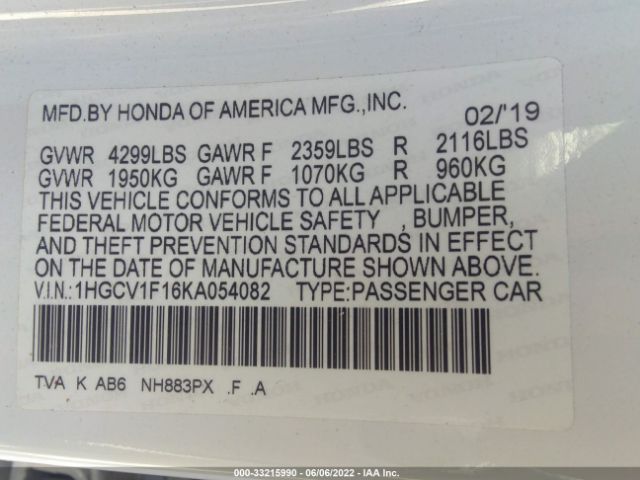 MFD.BY HONDA OF AMERICA MFG.,INC. 02/'19
GVWR 4299LBS GAWR F 2359LBS R 2116LBS
GVWR 1950KG GAWR F 1070KG R 960KG
THIS VEHICLE CONFORMS TO ALL APPLICABLE
FEDERAL MOTOR VEHICLE SAFETY , BUMPER,
AND THEFT PREVENTION STANDARDS IN EFFECT
ON THE DATE OF MANUFACTURE SHOWN ABOVE.
V.I.N.:1HGCV1F16KA054082 TYPE:PASSENGER CAR
TVA K AB6 NH883PX .F .A
000-33215990 - 06/06/2022 - IAA Inc.